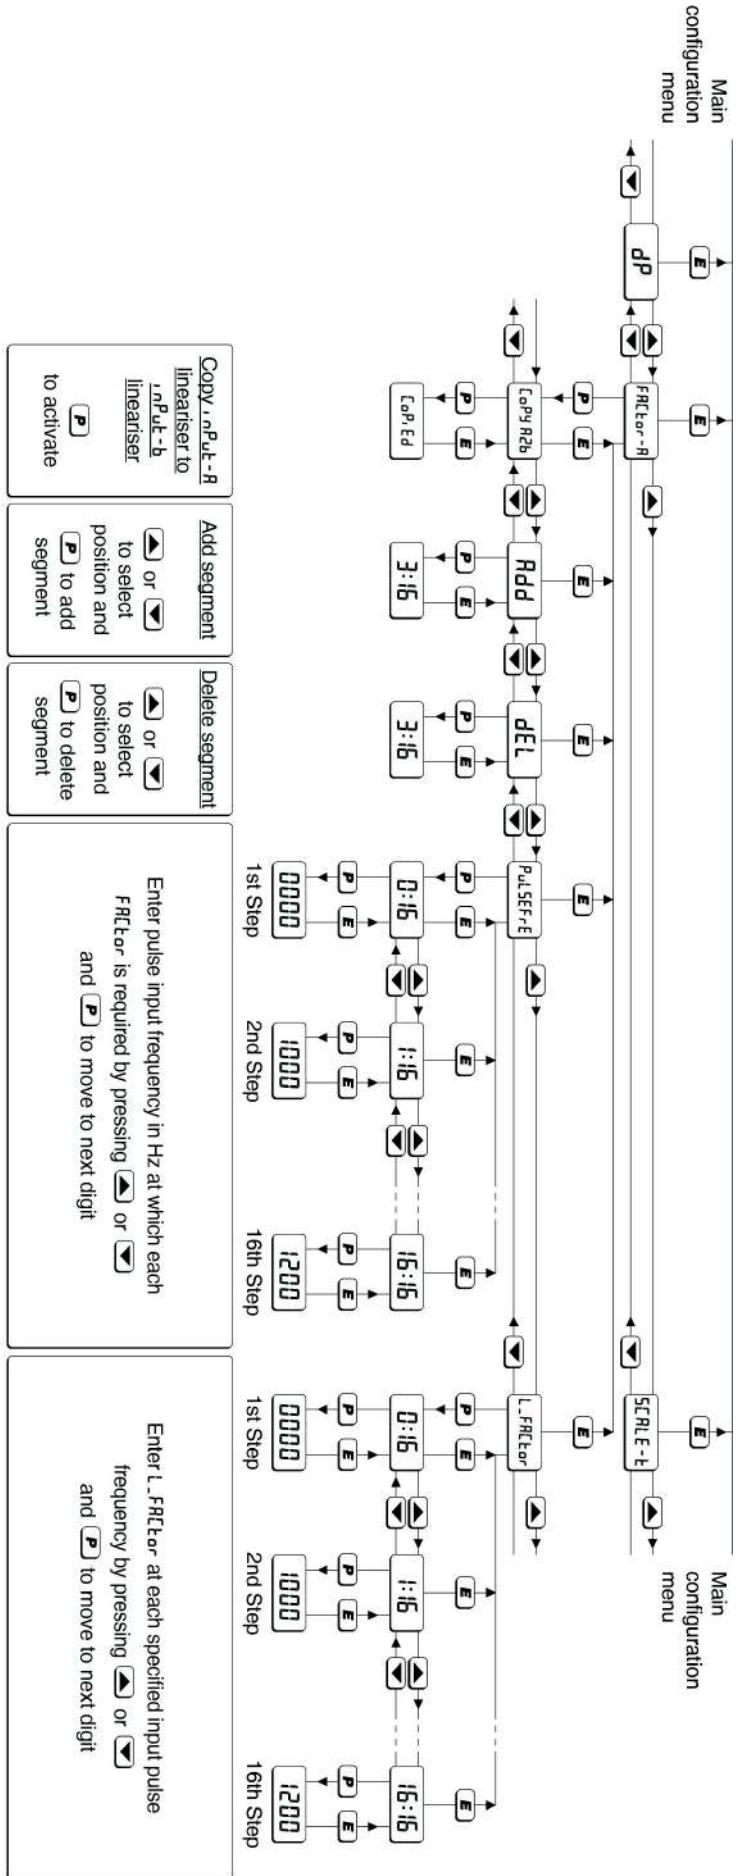 Main
configuration
menu
Main
configuration
menu
E
E
E
dP
FACtor-A
SCALE-t
P
E
E
E
E
E
CoPY A2b
Add
dEL
PuLSEFrE
L_FACtor
P
E
P
E
P
E
P
E
E
E
P
E
E
E
CoPiEd
3:16
3:16
0:16
1:16
16:16
0:16
1:16
16:16
P
E
P
E
P
E
P
E
P
E
P
E
0000
1000
1200
0000
1000
1200
1st Step
2nd Step
16th Step
1st Step
2nd Step
16th Step
Copy inPut-A
lineariser to
inPut-b
lineariser
P
to activate
Add segment
or
to select
position and
P to add
segment
Delete segment
or
to select
position and
P to delete
segment
Enter pulse input frequency in Hz at which each
FACtor is required by pressing or
and P to move to next digit
Enter L_FACtor at each specified input pulse
frequency by pressing or
and P to move to next digit